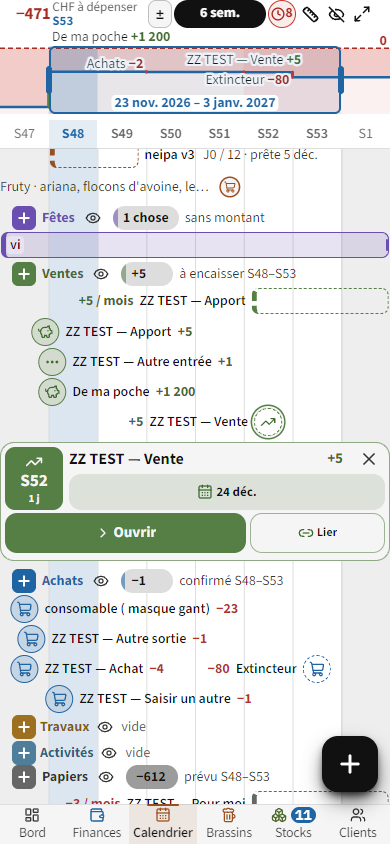 −471 CHF à dépenser S53
± 6 sem. 8
De ma poche +1 200
0
Achats −2 ZZ TEST — Vente +5
Extincteur −80
23 nov. 2026 – 3 janv. 2027
S47 S48 S49 S50 S51 S52 S53 S1
neipa v3 J0 / 12 · prête 5 déc.
Fruty · ariana, flocons d'avoine, le…
Fêtes 1 chose sans montant
vi
Ventes +5 à encaisser S48–S53
+5 / mois ZZ TEST — Apport
ZZ TEST — Apport +5
ZZ TEST — Autre entrée +1
De ma poche +1 200
+5 ZZ TEST — Vente
S52
1 j
ZZ TEST — Vente +5
24 déc.
Ouvrir
Lier
Achats −1 confirmé S48–S53
consomable ( masque gant) −23
ZZ TEST — Autre sortie −1
ZZ TEST — Achat −4 −80 Extincteur
ZZ TEST — Saisir un autre −1
Travaux vide
Activités vide
Papiers −612 prévu S48–S53
−3 / mois ZZ TEST — Pour moi
11
Bord Finances Calendrier Brassins Stocks Clients